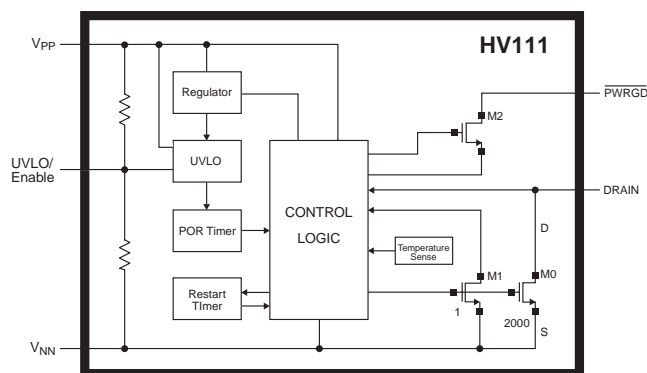 HV111
VPP
PWRGD
Regulator
M2
UVLO/
Enable
UVLO
DRAIN
CONTROL
LOGIC
POR Timer
D
Temperature
Sense
M1
M0
Restart
TImer
1
2000
S
VNN